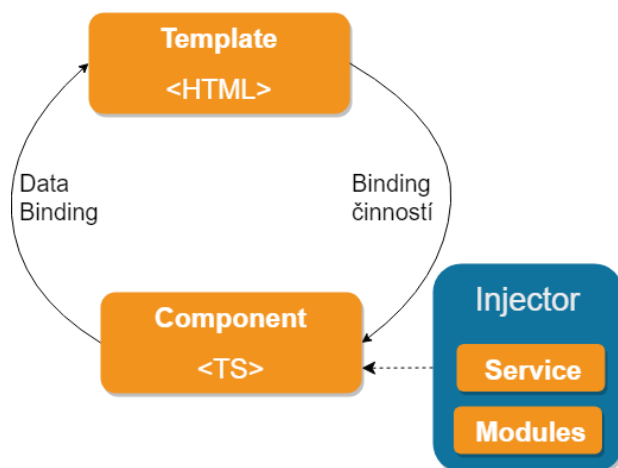 Template
<HTML>
Data
Binding
Binding
činností
Component
<TS>
Injector
Service
Modules